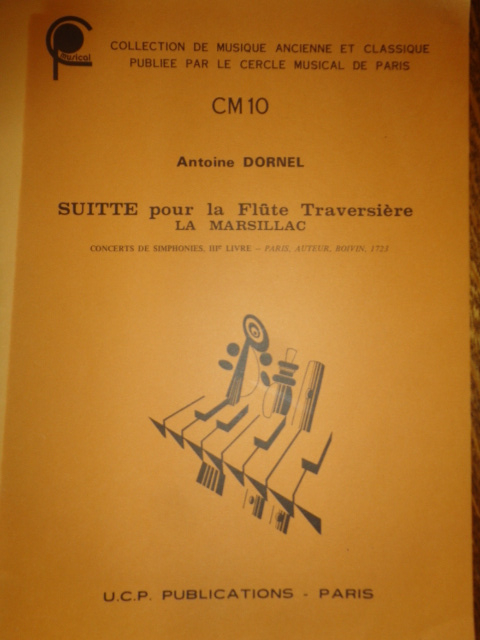 musical
COLLECTION DE MUSIQUE ANCIENNE ET CLASSIQUE
PUBLIEE PAR LE CERCLE MUSICAL DE PARIS
CM 10
Antoine DORNEL
SUITTE pour la Flûte Traversière
LA MARSILLAC
CONCERTS DE SIMPHONIES, IIIe LIVRE – PARIS, AUTEUR, BOIVIN, 1723
U.C.P. PUBLICATIONS - PARIS